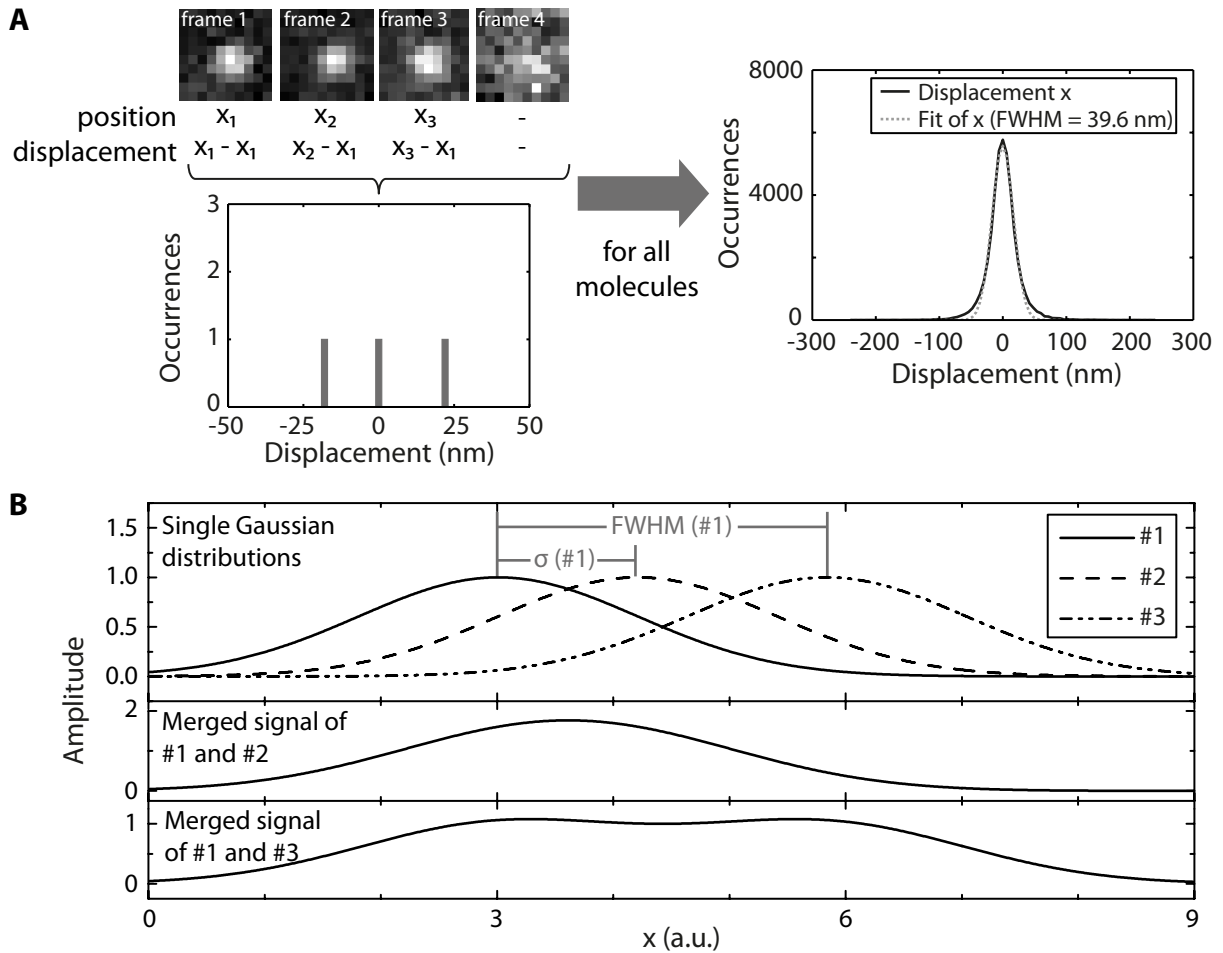 A
frame 1 frame 2 frame 3 frame 4
position x₁ x₂ x₃ -
displacement x₁ - x₁ x₂ - x₁ x₃ - x₁ -
3
2
1
0
Occurrences
-50 -25 0 25 50
Displacement (nm)
for all
molecules
8000
4000
0
Occurrences
Displacement x
Fit of x (FWHM = 39.6 nm)
-300 -200 -100 0 100 200 300
Displacement (nm)
B
Single Gaussian
distributions
FWHM (#1)
σ (#1)
#1
#2
#3
1.5
1.0
0.5
0.0
Amplitude
Merged signal of
#1 and #2
2
0
Merged signal
of #1 and #3
1
0
0 3 6 9
x (a.u.)